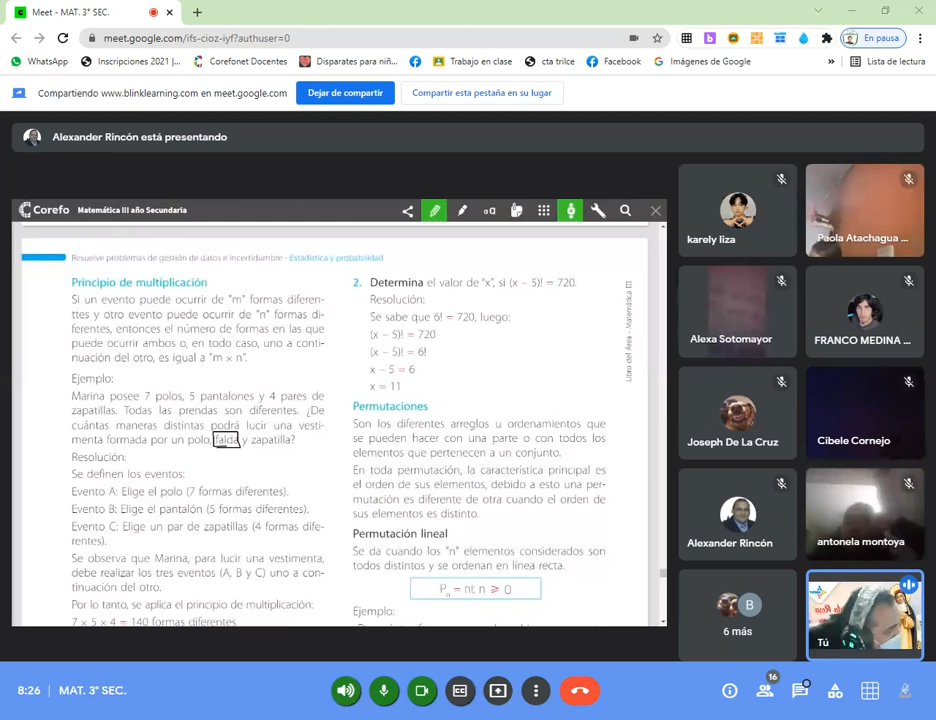 Meet - MAT. 3° SEC.
meet.google.com/ifs-cioz-iyf?authuser=0
En pausa
WhatsApp
Inscripciones 2021 |...
Corefonet Docentes
Disparates para niñ...
Trabajo en clase
cta trilce
Facebook
Imágenes de Google
»
Lista de lectura
Compartiendo www.blinklearning.com en meet.google.com
Dejar de compartir
Compartir esta pestaña en su lugar
Alexander Rincón está presentando
Corefo
Matemática III año Secundaria
Resuelve problemas de gestión de datos e incertidumbre - Estadística y probabilidad
Principio de multiplicación
Si un evento puede ocurrir de "m" formas diferen-
ttes y otro evento puede ocurrir de "n" formas di-
ferentes, entonces el número de formas en las que
puede ocurrir ambos o, en todo caso, uno a conti-
nuación del otro, es igual a "m × n".
Ejemplo:
Marina posee 7 polos, 5 pantalones y 4 pares de
zapatillas. Todas las prendas son diferentes. ¿De
cuántas maneras distintas podrá lucir una vesti-
menta formada por un polo, falda y zapatilla?
Resolución:
Se definen los eventos:
Evento A: Elige el polo (7 formas diferentes).
Evento B: Elige el pantalón (5 formas diferentes).
Evento C: Elige un par de zapatillas (4 formas dife-
rentes).
Se observa que Marina, para lucir una vestimenta,
debe realizar los tres eventos (A, B y C) uno a con-
tinuación del otro.
Por lo tanto, se aplica el principio de multiplicación:
7 × 5 × 4 = 140 formas diferentes.
2. Determina el valor de "x", si (x – 5)! = 720.
Resolución:
Se sabe que 6! = 720, luego:
(x – 5)! = 720
(x – 5)! = 6!
x – 5 = 6
x = 11
Permutaciones
Son los diferentes arreglos u ordenamientos que
se pueden hacer con una parte o con todos los
elementos que pertenecen a un conjunto.
En toda permutación, la característica principal es
el orden de sus elementos, debido a esto una per-
mutación es diferente de otra cuando el orden de
sus elementos es distinto.
Permutación lineal
Se da cuando los "n" elementos considerados son
todos distintos y se ordenan en línea recta.
Pn = n!; n ⩾ 0
Ejemplo:
Libro del Área - Matemática III
karely liza
Paola Atachagua ...
Alexa Sotomayor
FRANCO MEDINA ...
Joseph De La Cruz
Cibele Cornejo
Alexander Rincón
antonela montoya
B
6 más
Tú
8:26
MAT. 3° SEC.
16